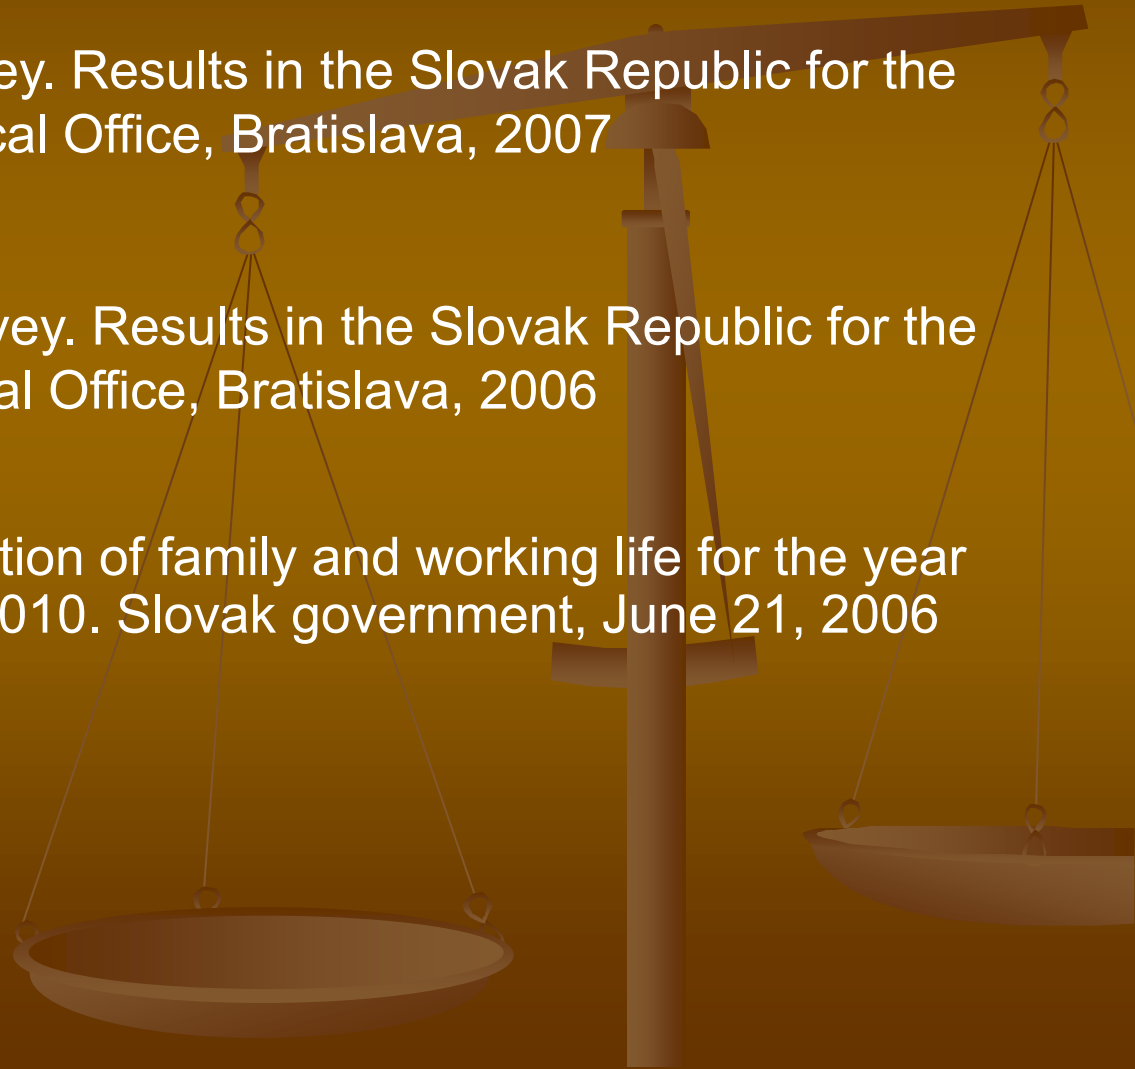 ey. Results in the Slovak Republic for the
cal Office, Bratislava, 2007
vey. Results in the Slovak Republic for the
al Office, Bratislava, 2006
tion of family and working life for the year
010. Slovak government, June 21, 2006